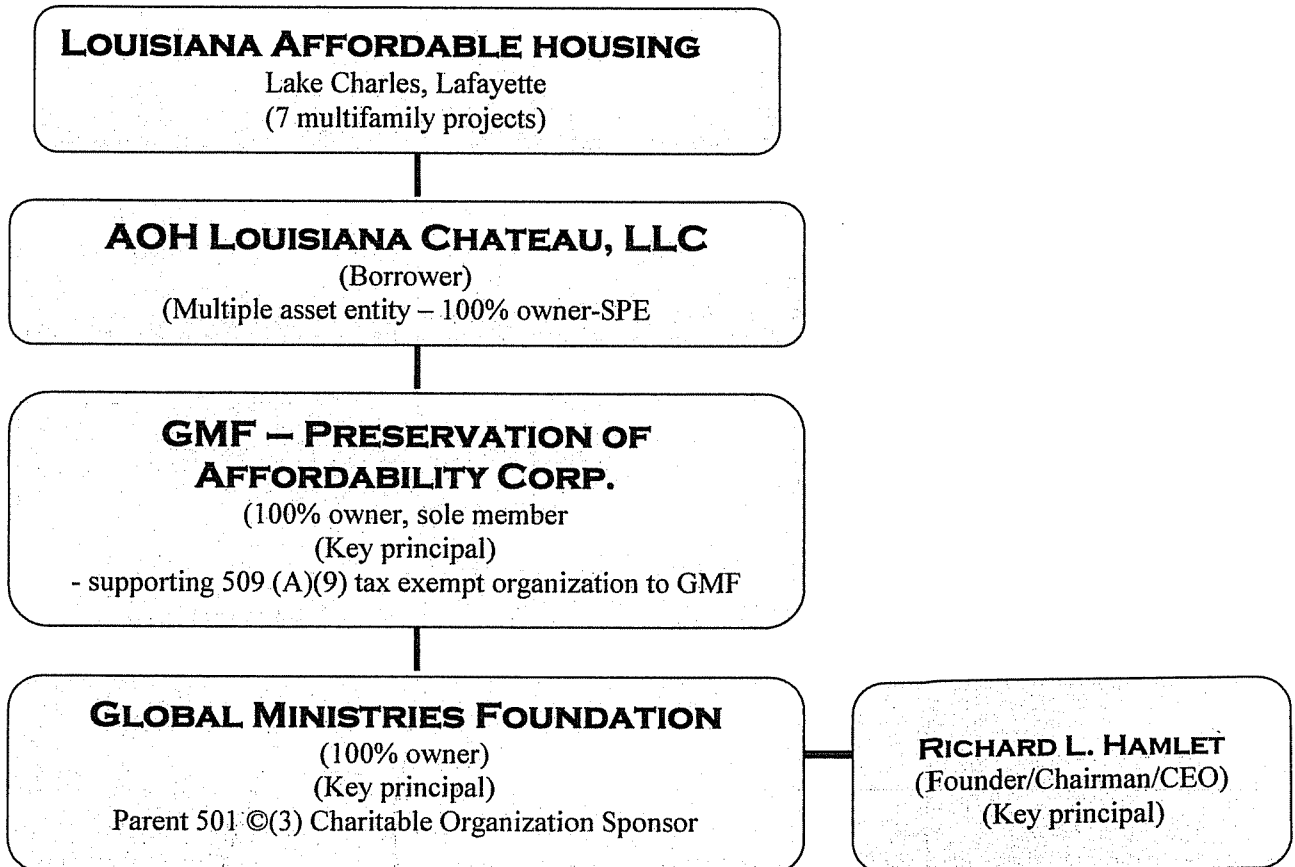 LOUISIANA AFFORDABLE HOUSING
Lake Charles, Lafayette
(7 multifamily projects)
AOH LOUISIANA CHATEAU, LLC
(Borrower)
(Multiple asset entity – 100% owner-SPE
GMF – PRESERVATION OF
AFFORDABILITY CORP.
(100% owner, sole member
(Key principal)
- supporting 509 (A)(9) tax exempt organization to GMF
GLOBAL MINISTRIES FOUNDATION
(100% owner)
(Key principal)
Parent 501 ©(3) Charitable Organization Sponsor
RICHARD L. HAMLET
(Founder/Chairman/CEO)
(Key principal)